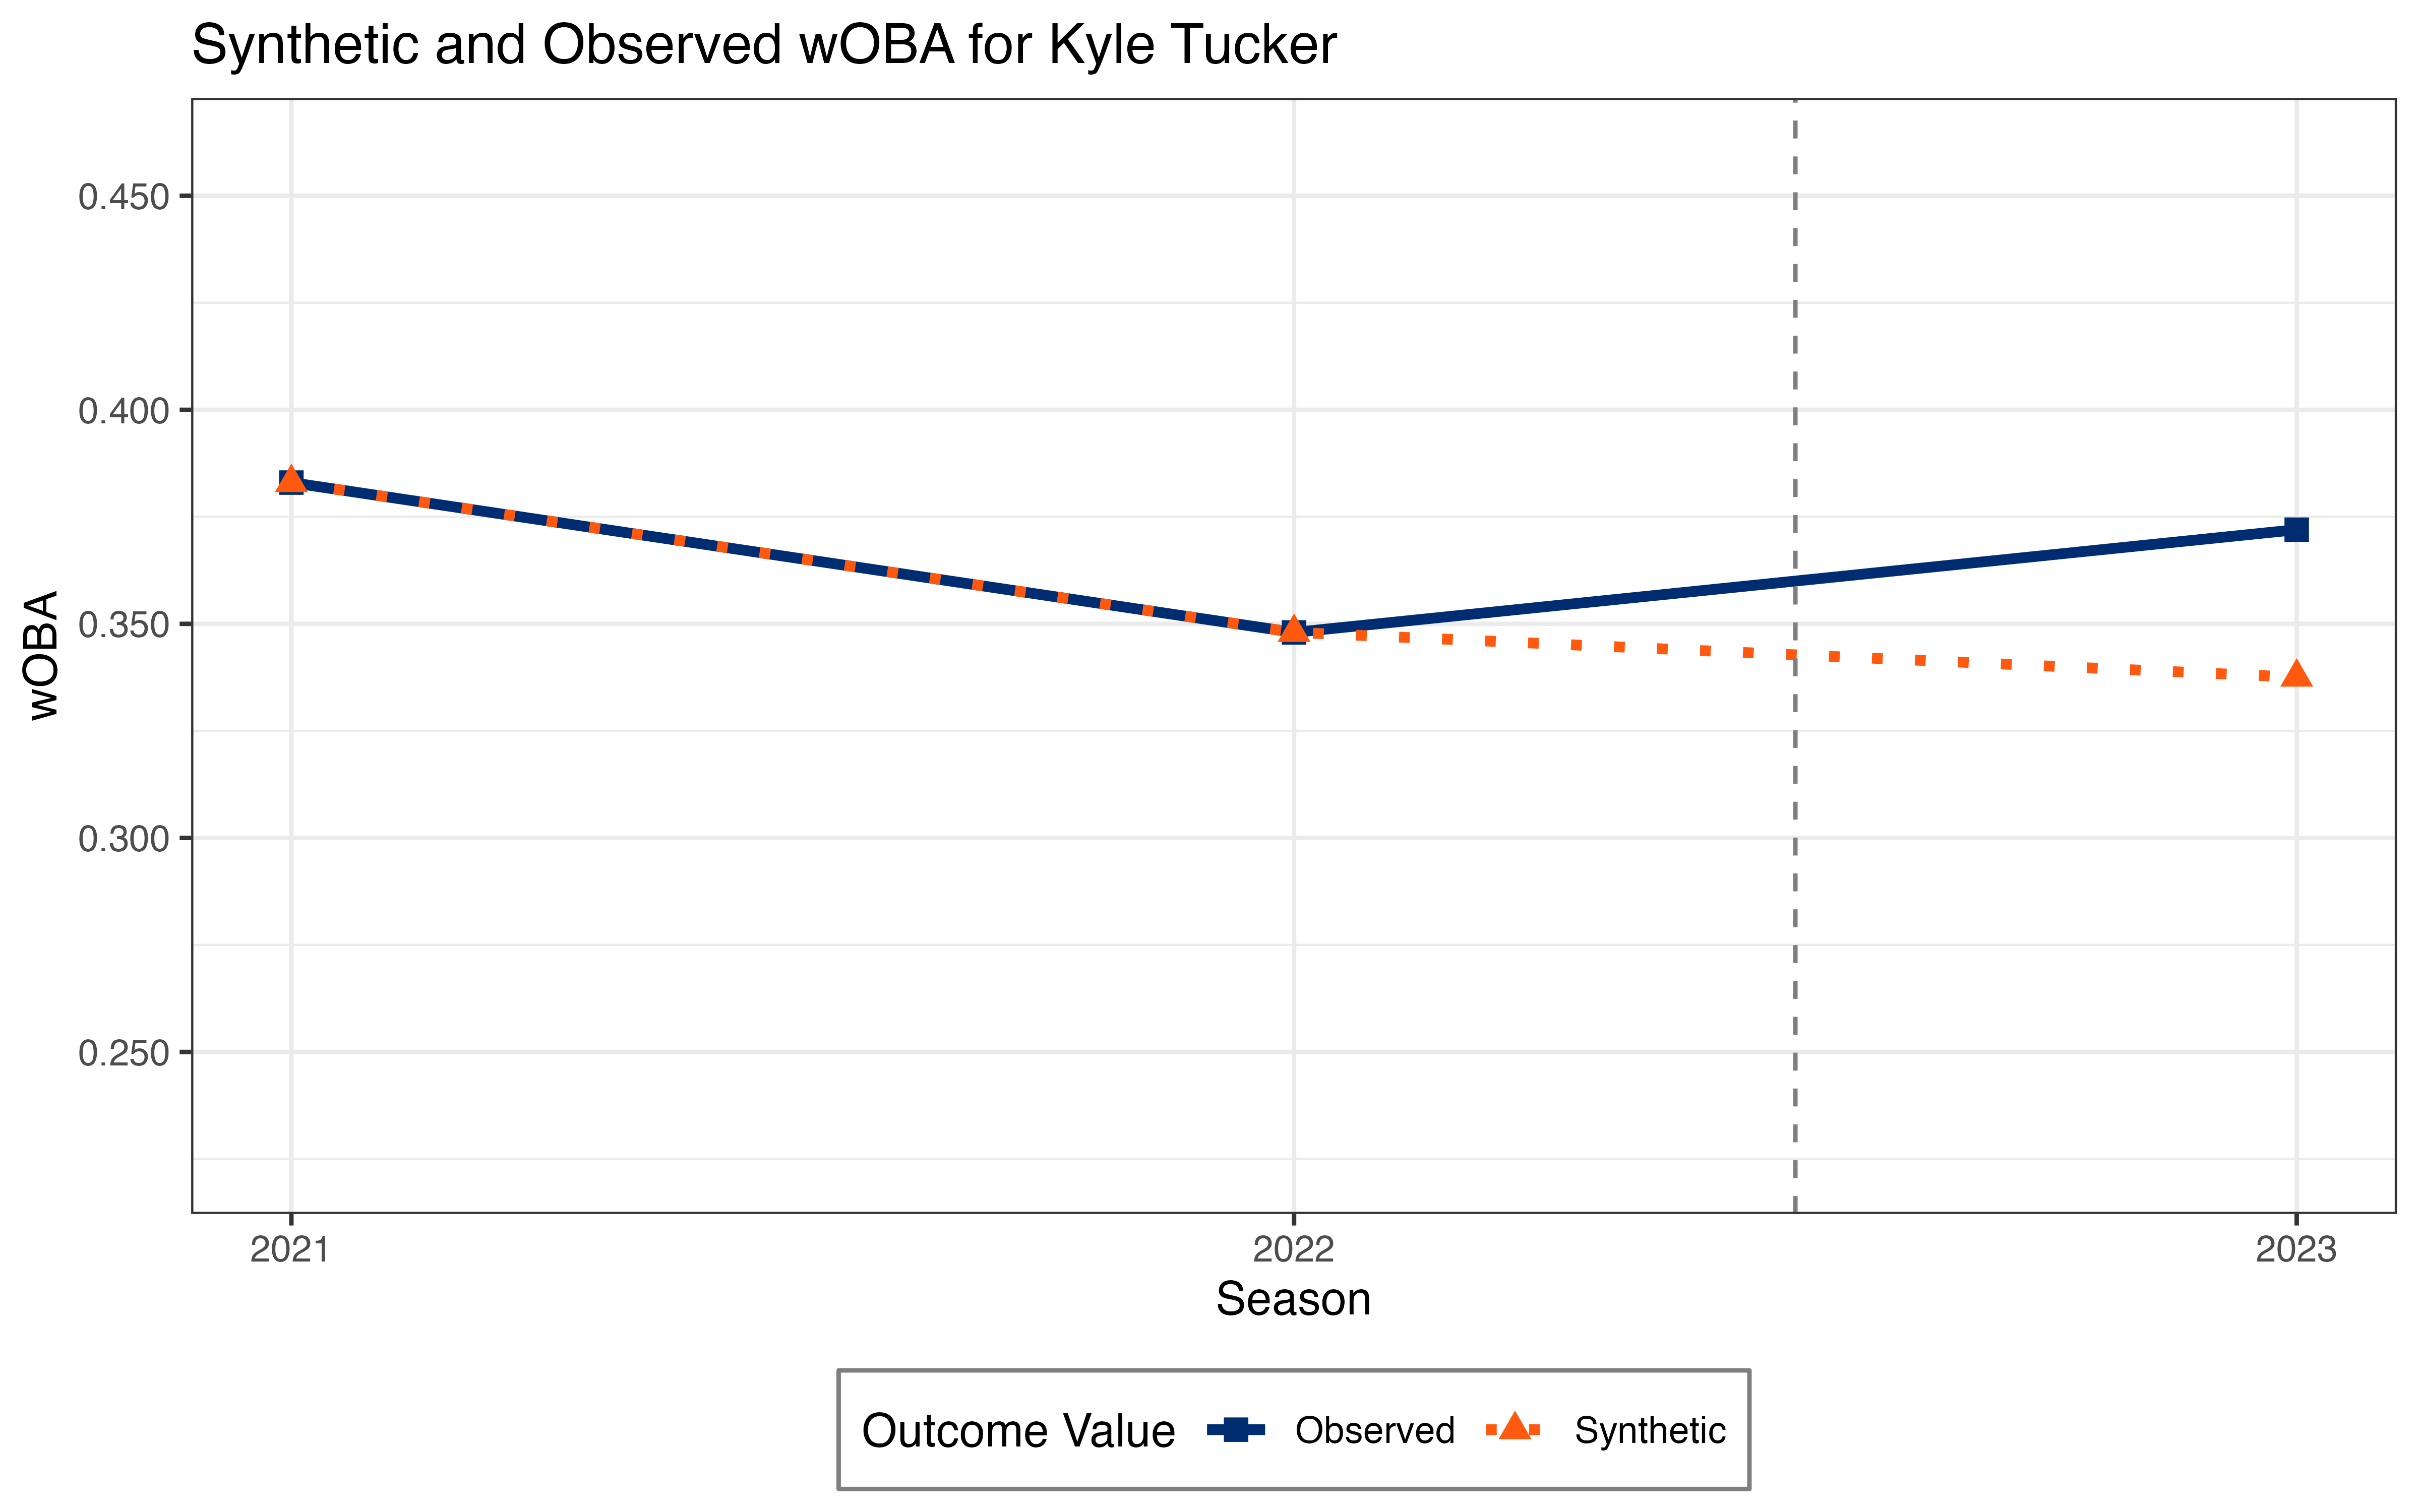 Synthetic and Observed wOBA for Kyle Tucker
wOBA
0.450
0.400
0.350
0.300
0.250
2021 2022 2023
Season
Outcome Value Observed Synthetic